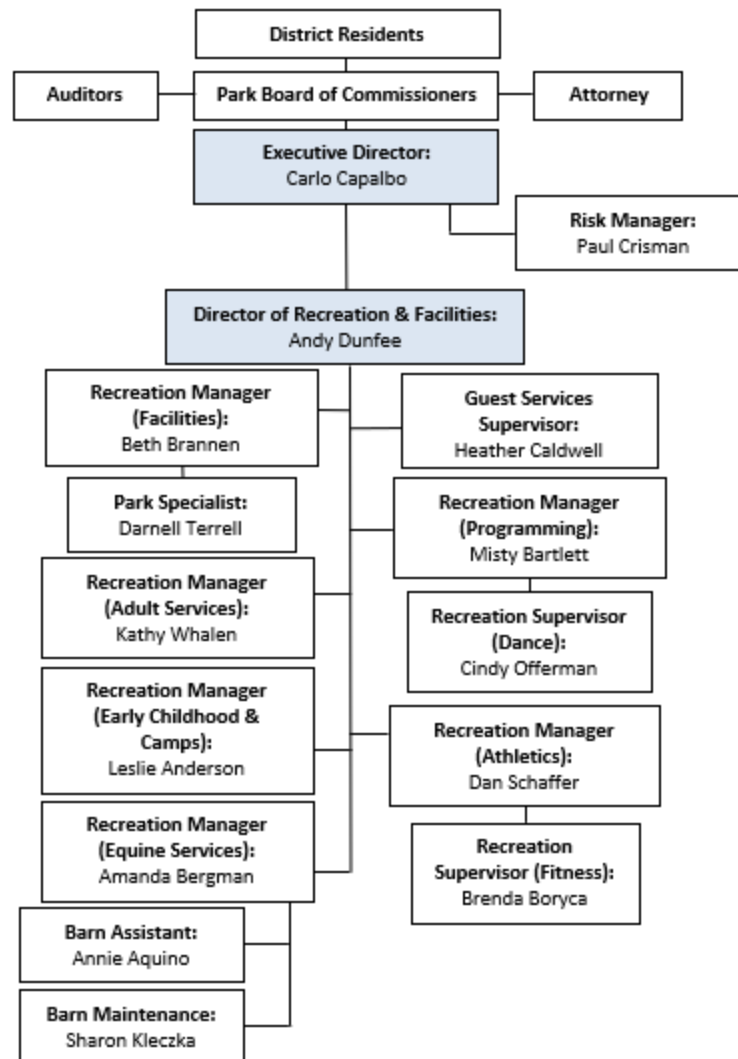 District Residents
Auditors
Park Board of Commissioners
Attorney
Executive Director:
Carlo Capalbo
Risk Manager:
Paul Crisman
Director of Recreation & Facilities:
Andy Dunfee
Recreation Manager
(Facilities):
Beth Brannen
Guest Services
Supervisor:
Heather Caldwell
Park Specialist:
Darnell Terrell
Recreation Manager
(Programming):
Misty Bartlett
Recreation Manager
(Adult Services):
Kathy Whalen
Recreation Supervisor
(Dance):
Cindy Offerman
Recreation Manager
(Early Childhood &
Camps):
Leslie Anderson
Recreation Manager
(Athletics):
Dan Schaffer
Recreation Manager
(Equine Services):
Amanda Bergman
Recreation
Supervisor (Fitness):
Brenda Boryca
Barn Assistant:
Annie Aquino
Barn Maintenance:
Sharon Kleczka